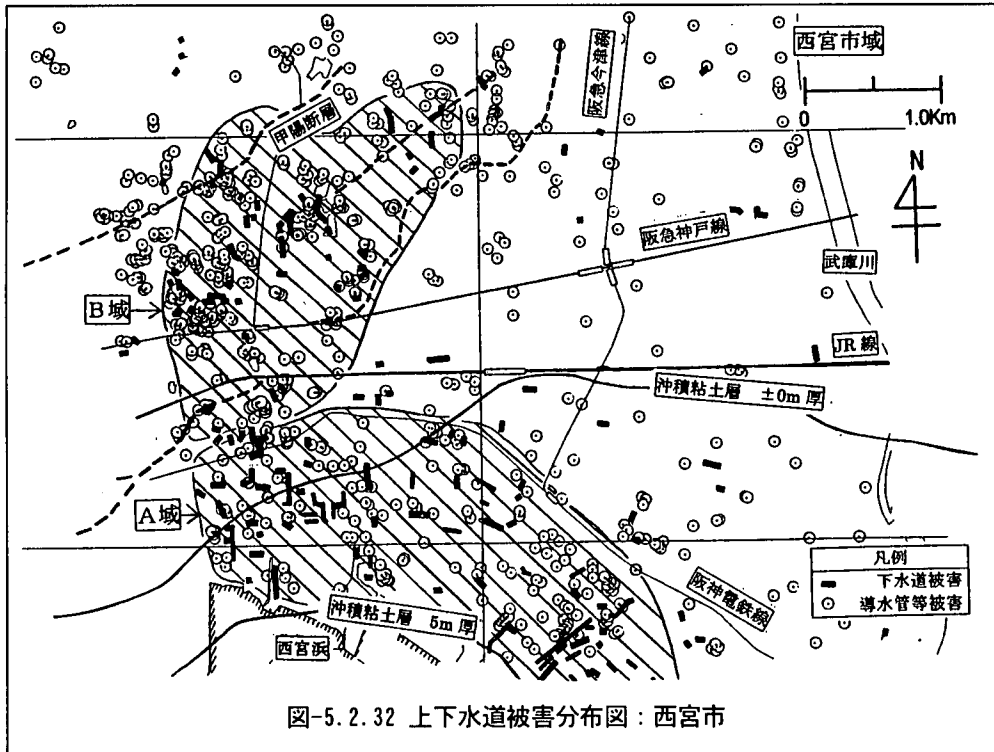 西宮市域
阪急今津線
甲陽断層
0 1.0Km
N
阪急神戸線
武庫川
B域
JR線
沖積粘土層 ±0m厚
A域
凡例
下水道被害
導水管等被害
阪神電鉄線
沖積粘土層 5m厚
西宮浜
図-5.2.32 上下水道被害分布図:西宮市